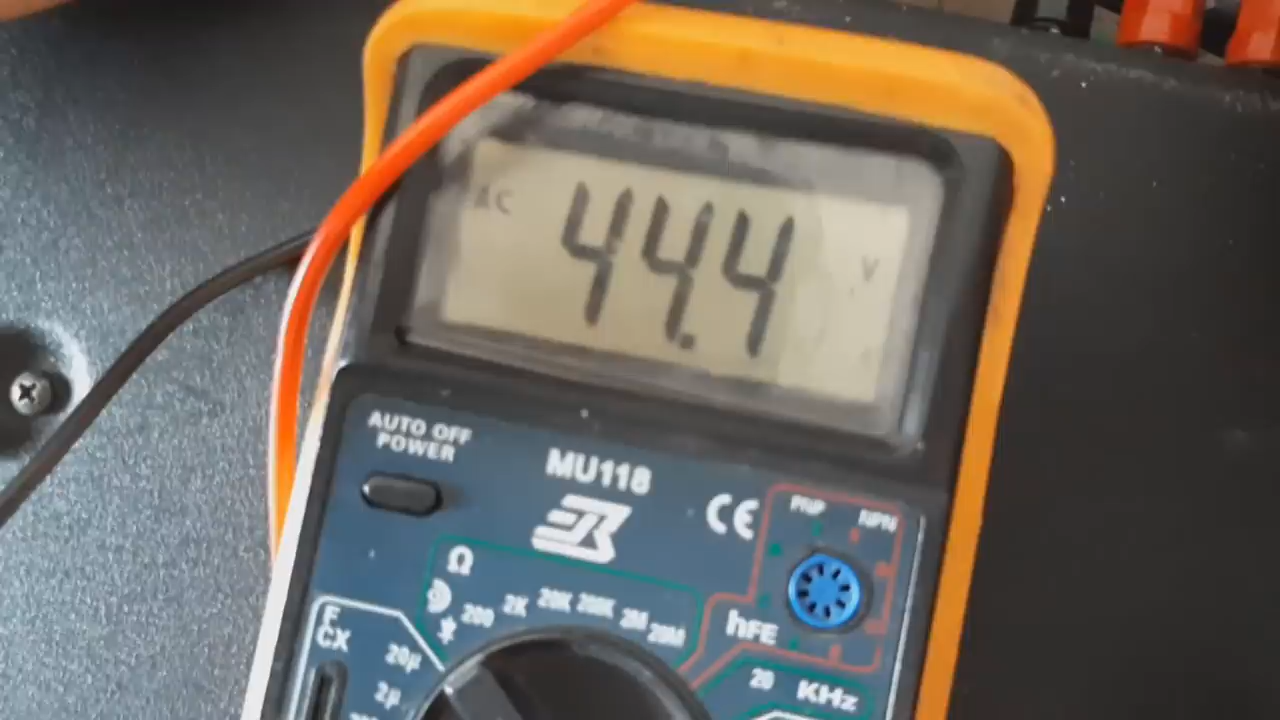 AC 44.4 V
AUTO OFF
POWER
MU118
CE
PNP NPN
Ω
200 2K 20K 200K 2M 20M
hFE
F
CX
20µ
2µ
20 KHz